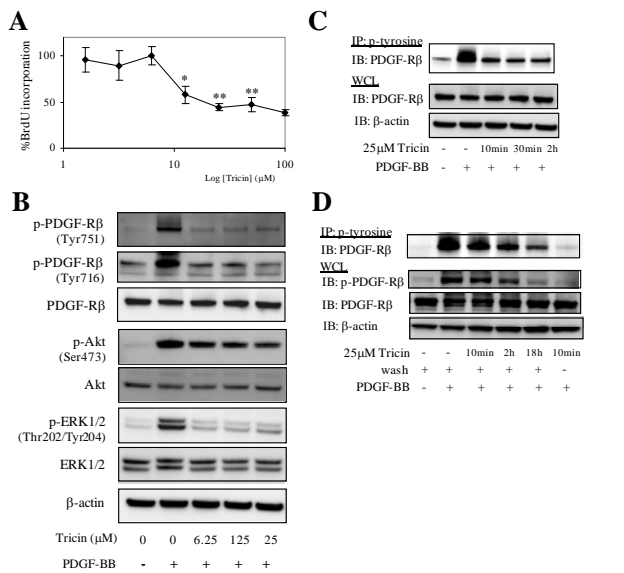 A
%BrdU incorporation
100
50
0
1 10 100
Log [Tricin] (µM)
*
**
**
B
p-PDGF-Rβ
(Tyr751)
p-PDGF-Rβ
(Tyr716)
PDGF-Rβ
p-Akt
(Ser473)
Akt
p-ERK1/2
(Thr202/Tyr204)
ERK1/2
β-actin
Tricin (µM) 0 0 6.25 125 25
PDGF-BB - + + + +
C
IP: p-tyrosine
IB: PDGF-Rβ
WCL
IB: PDGF-Rβ
IB: β-actin
25µM Tricin - - 10min 30min 2h
PDGF-BB - + + + +
D
IP: p-tyrosine
IB: PDGF-Rβ
WCL
IB: p-PDGF-Rβ
IB: PDGF-Rβ
IB: β-actin
25µM Tricin - - 10min 2h 18h 10min
wash + + + + + -
PDGF-BB - + + + + +